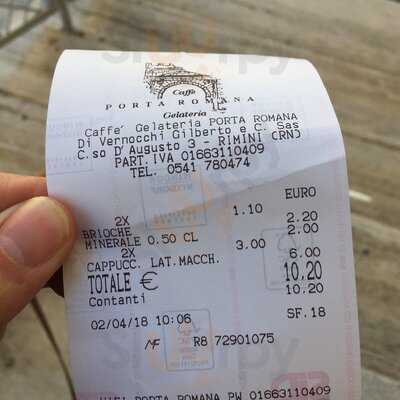 Caffè
PORTA ROMANA
Gelateria
Caffe' Gelateria PORTA ROMANA
Di Vernocchi Gilberto e C. Sas
C.so D'Augusto 3 - RIMINI (RN)
PART.IVA 01663110409
TEL. 0541 780474
EURO
2X 1.10
BRIOCHE 2.20
MINERALE 0.50 CL 2.00
2X 3.00
CAPPUCC. LAT.MACCH. 6.00
TOTALE € 10.20
Contanti 10.20
02/04/18 10:06 SF.18
MF R8 72901075
WIFI PORTA ROMANA PW 01663110409